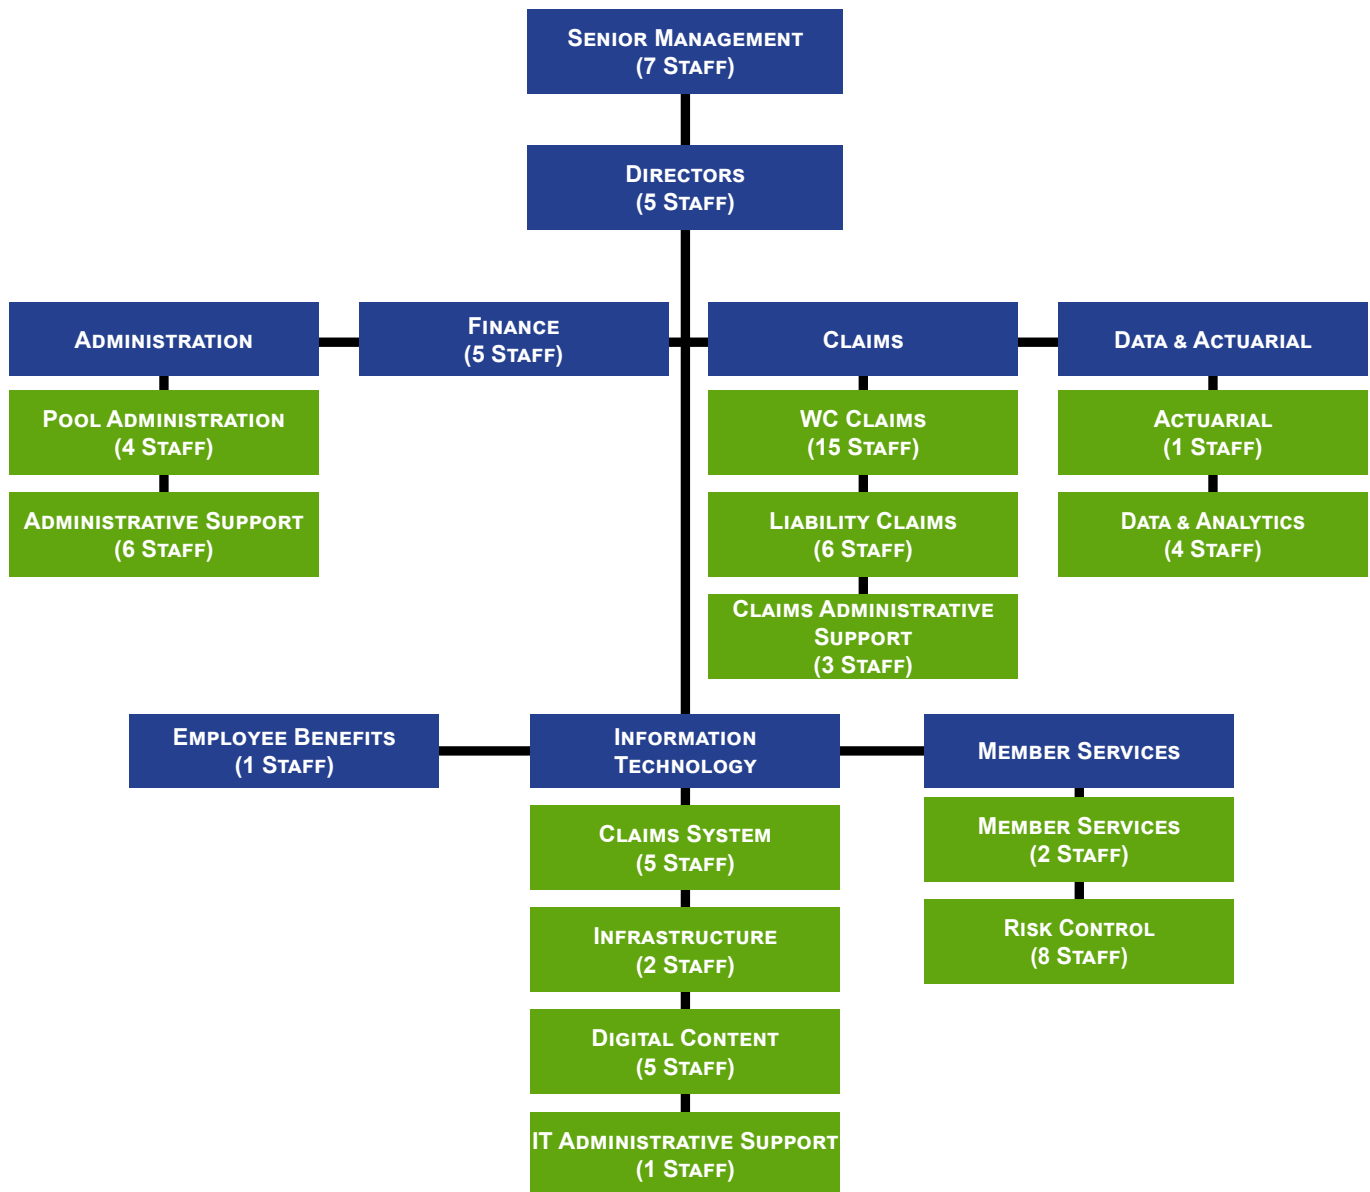 Senior Management
(7 Staff)
Directors
(5 Staff)
Administration
Finance
(5 Staff)
Claims
Data & Actuarial
Pool Administration
(4 Staff)
Administrative Support
(6 Staff)
WC Claims
(15 Staff)
Liability Claims
(6 Staff)
Claims Administrative
Support
(3 Staff)
Actuarial
(1 Staff)
Data & Analytics
(4 Staff)
Employee Benefits
(1 Staff)
Information
Technology
Member Services
Claims System
(5 Staff)
Infrastructure
(2 Staff)
Digital Content
(5 Staff)
IT Administrative Support
(1 Staff)
Member Services
(2 Staff)
Risk Control
(8 Staff)